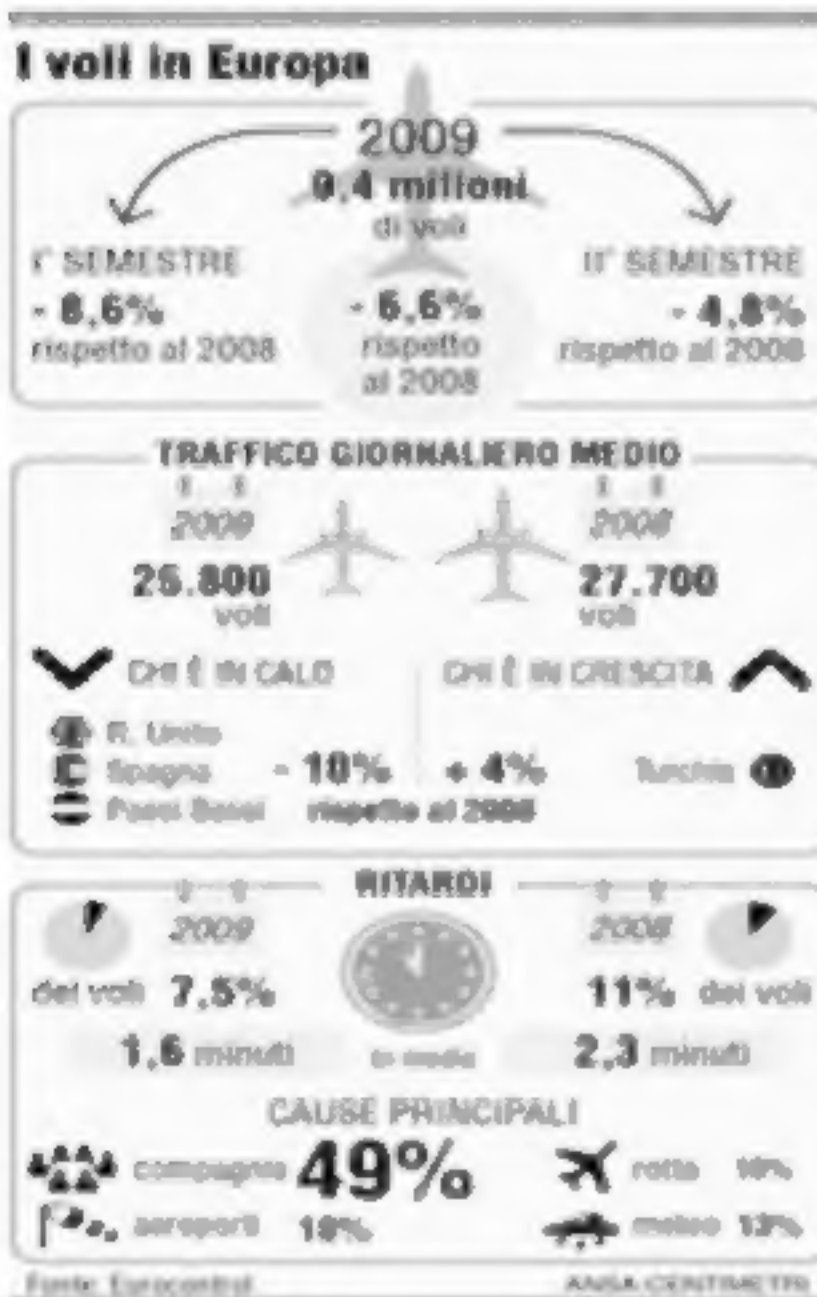 I voli in Europa
2009
9,4 milioni
di voli
I° SEMESTRE
- 8,6%
rispetto al 2008
- 6,6%
rispetto
al 2008
II° SEMESTRE
- 4,8%
rispetto al 2008
TRAFFICO GIORNALIERO MEDIO
2009
25.800
voli
2008
27.700
voli
CHI È IN CALO
CHI È IN CRESCITA
R. Unito
Spagna
Paesi Bassi
- 10%
+ 4%
rispetto al 2008
Turchia
RITARDI
2009
dei voli 7,5%
1,6 minuti
in media
2008
11% dei voli
2,3 minuti
CAUSE PRINCIPALI
compagnie 49%
aeroporti
rotta
meteo
Fonte: Eurocontrol
ANSA-CENTIMETRI